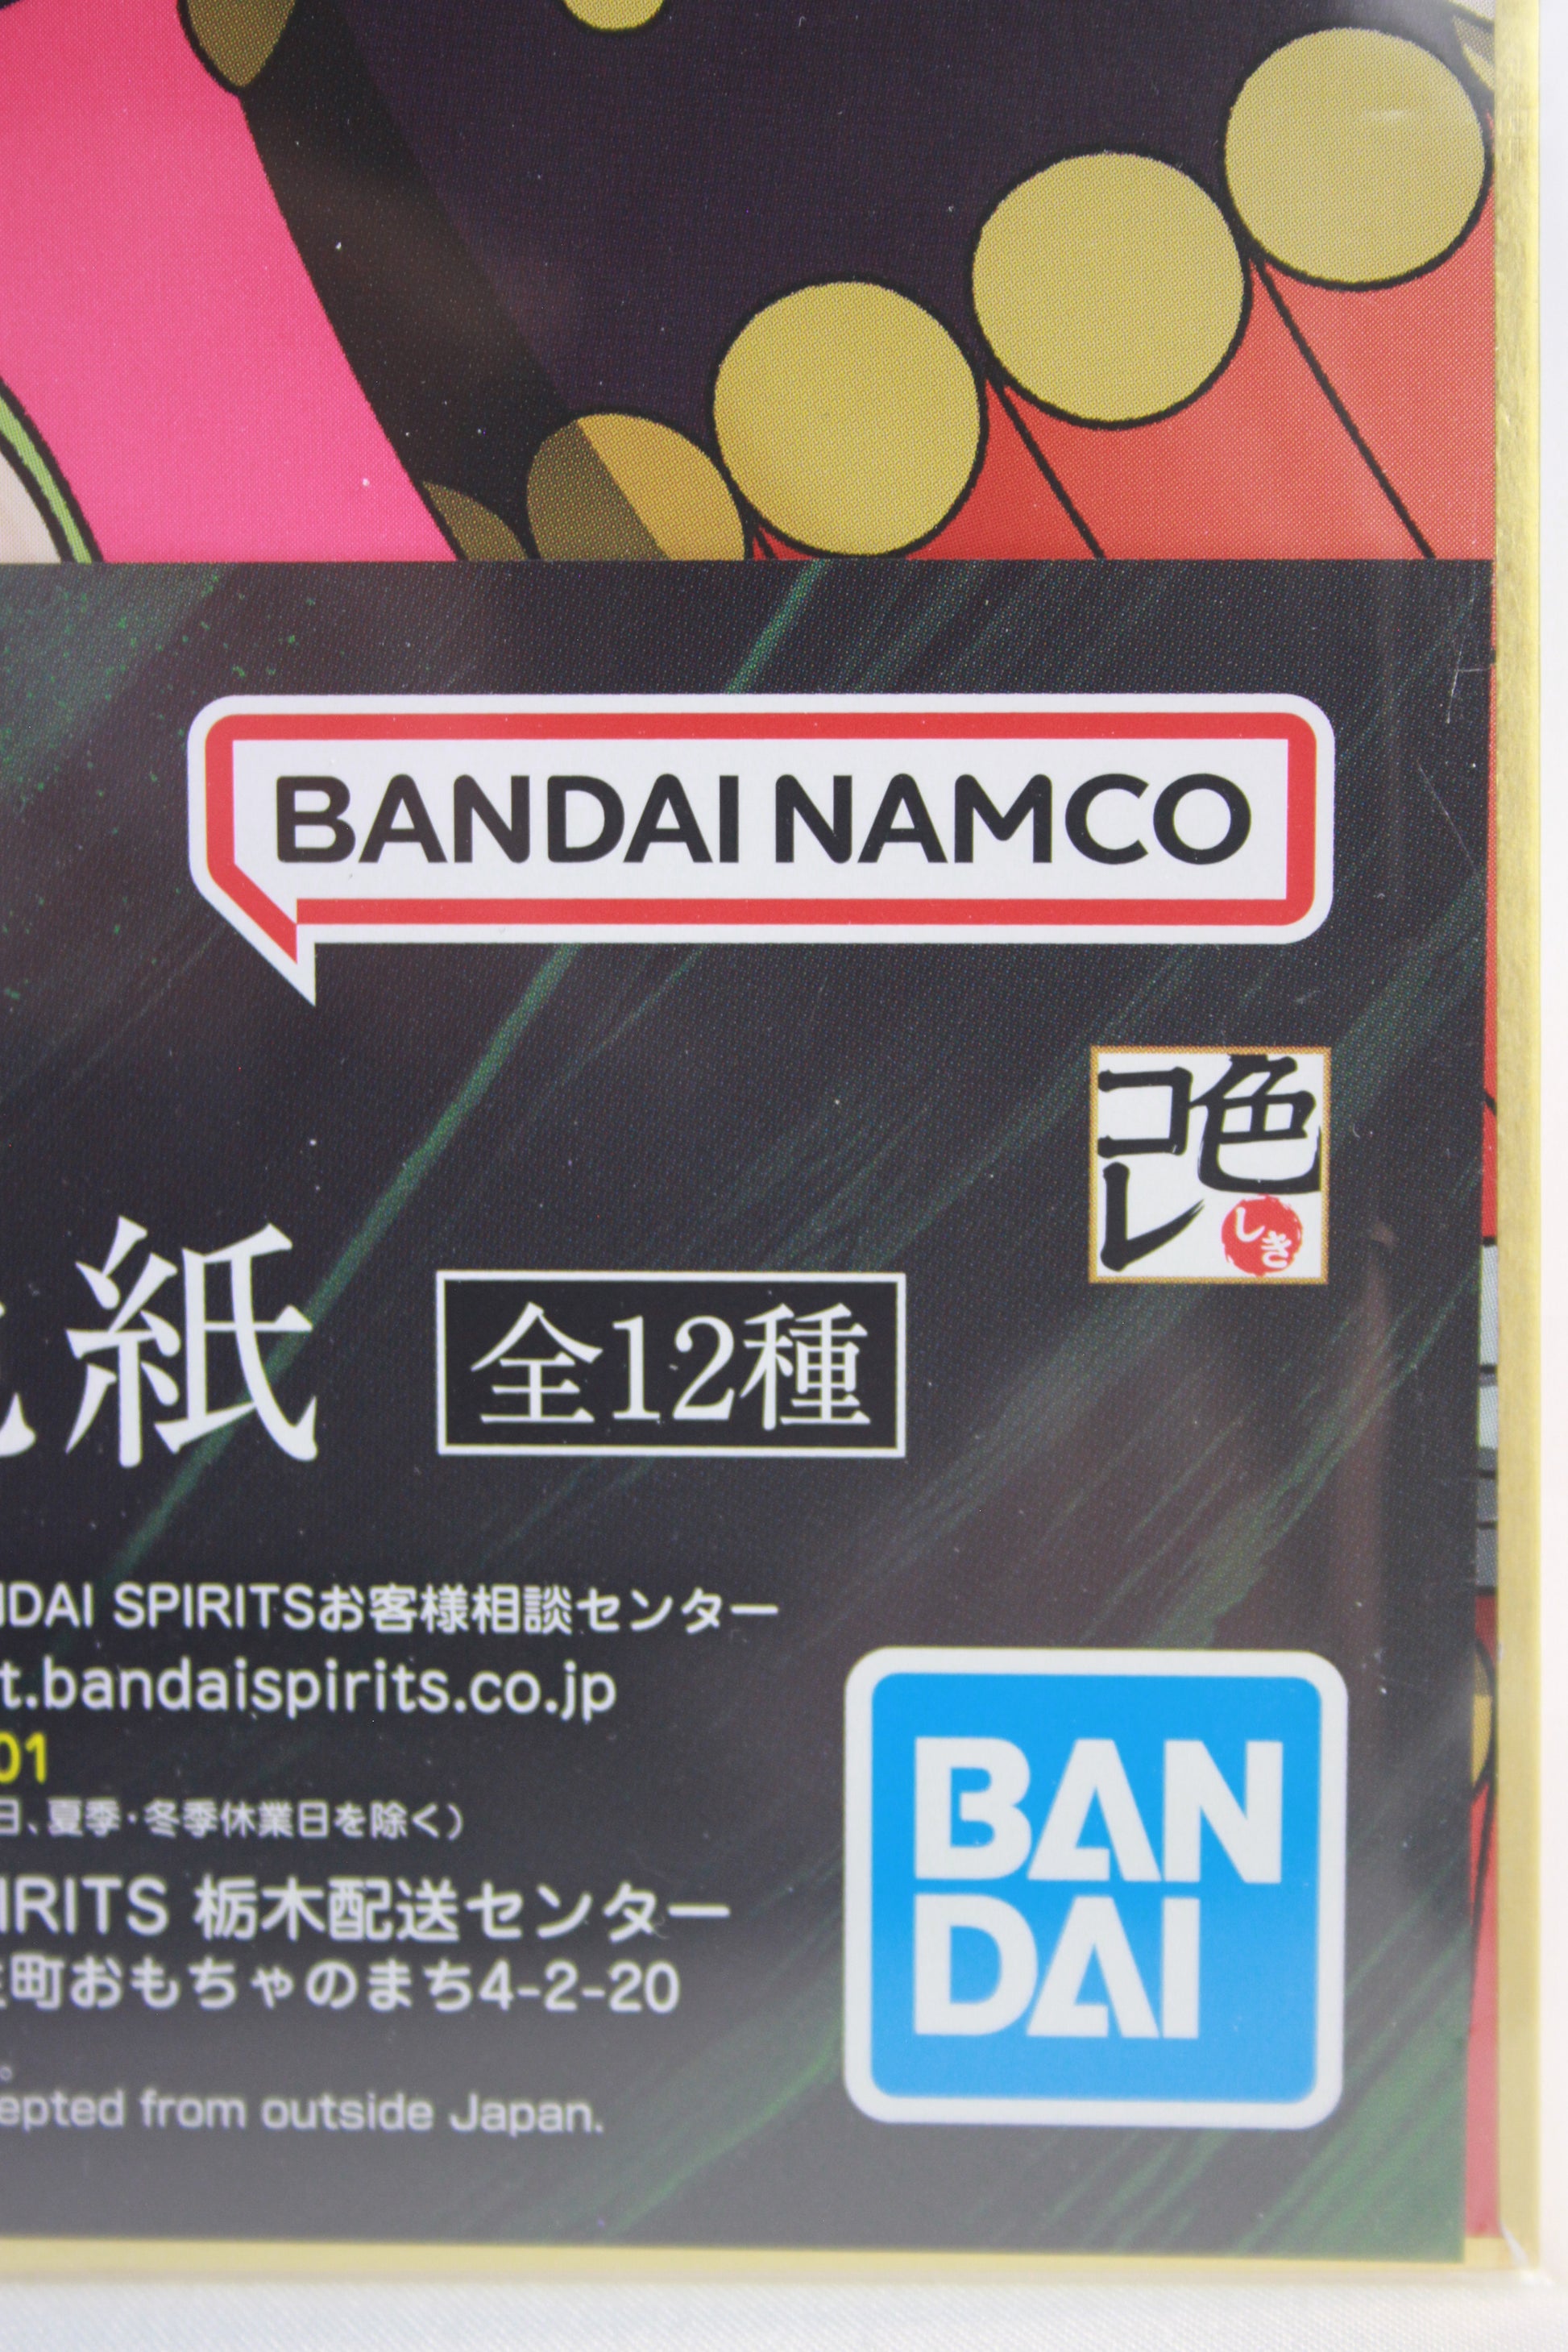 BANDAI NAMCO
色コレ
しき
紙 全12種
NDAI SPIRITSお客様相談センター
t.bandaispirits.co.jp
01
日、夏季・冬季休業日を除く)
IRITS 栃木配送センター
町おもちゃのまち4-2-20
。
epted from outside Japan.
BAN
DAI